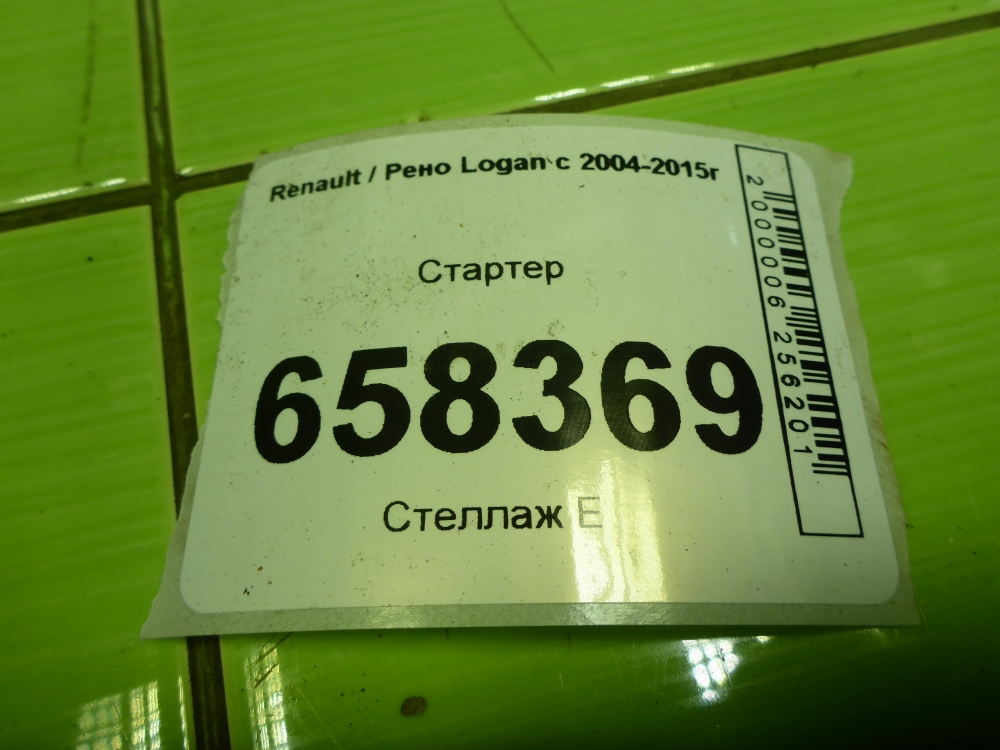 Renault / Рено Logan с 2004-2015г
Стартер
658369
Стеллаж E
2000006256201